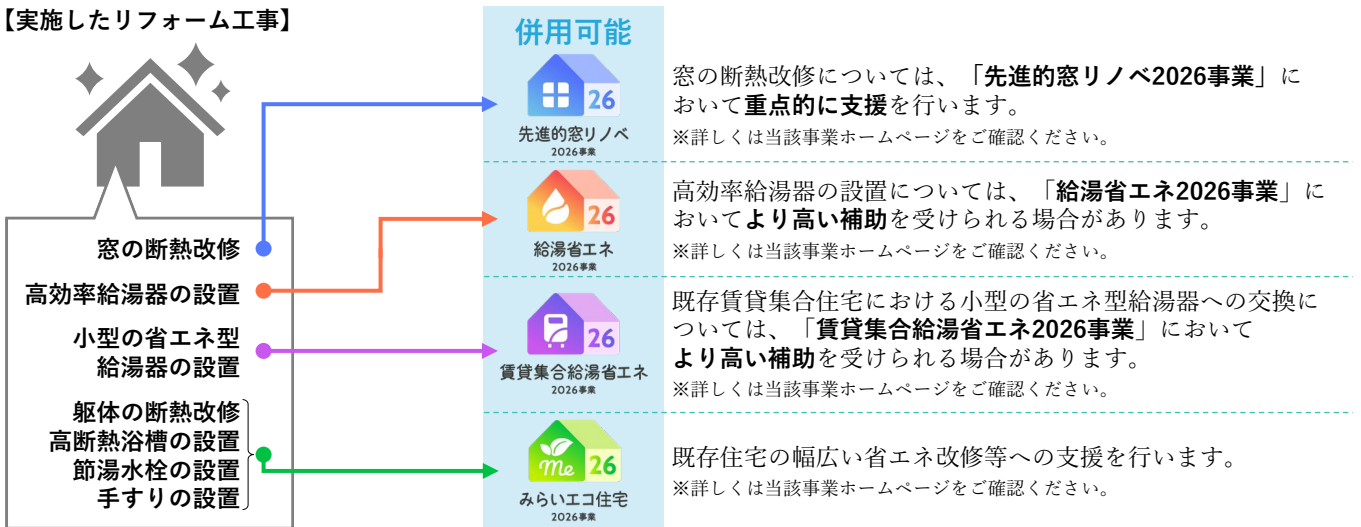 【実施したリフォーム工事】
窓の断熱改修
高効率給湯器の設置
小型の省エネ型
給湯器の設置
躯体の断熱改修
高断熱浴槽の設置
節湯水栓の設置
手すりの設置
併用可能
26
先進的窓リノベ
2026事業
窓の断熱改修については、「先進的窓リノベ2026事業」に
おいて重点的に支援を行います。
※詳しくは当該事業ホームページをご確認ください。
26
給湯省エネ
2026事業
高効率給湯器の設置については、「給湯省エネ2026事業」に
おいてより高い補助を受けられる場合があります。
※詳しくは当該事業ホームページをご確認ください。
26
賃貸集合給湯省エネ
2026事業
既存賃貸集合住宅における小型の省エネ型給湯器への交換に
ついては、「賃貸集合給湯省エネ2026事業」において
より高い補助を受けられる場合があります。
※詳しくは当該事業ホームページをご確認ください。
Me 26
みらいエコ住宅
2026事業
既存住宅の幅広い省エネ改修等への支援を行います。
※詳しくは当該事業ホームページをご確認ください。